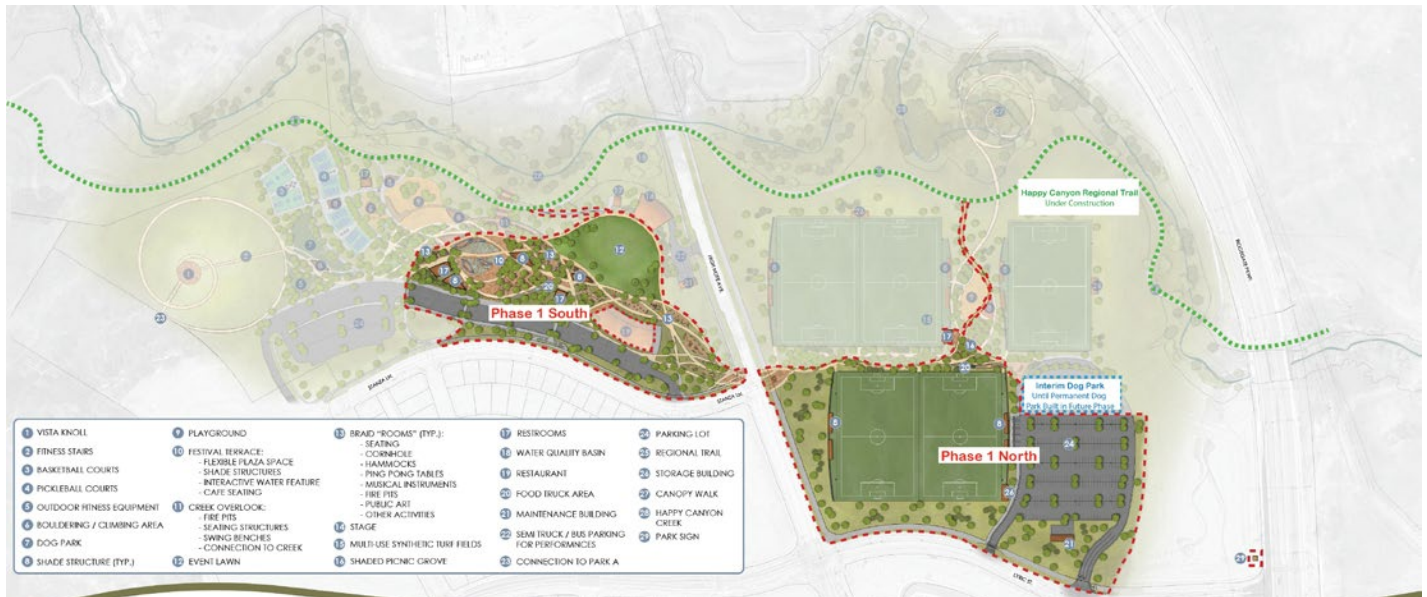 Happy Canyon Regional Trail
Under Construction
Phase 1 South
Interim Dog Park
Until Permanent Dog
Park Built in Future Phase
Phase 1 North
STANZA LN.
STANZA LN.
LYRIC ST.
1 VISTA KNOLL
2 FITNESS STAIRS
3 BASKETBALL COURTS
4 PICKLEBALL COURTS
5 OUTDOOR FITNESS EQUIPMENT
6 BOULDERING / CLIMBING AREA
7 DOG PARK
8 SHADE STRUCTURE (TYP.)
9 PLAYGROUND
10 FESTIVAL TERRACE:
- FLEXIBLE PLAZA SPACE
- SHADE STRUCTURES
- INTERACTIVE WATER FEATURE
- CAFE SEATING
11 CREEK OVERLOOK:
- FIRE PITS
- SEATING STRUCTURES
- SWING BENCHES
- CONNECTION TO CREEK
12 EVENT LAWN
13 BRAID "ROOMS" (TYP.):
- SEATING
- CORNHOLE
- HAMMOCKS
- PING PONG TABLES
- MUSICAL INSTRUMENTS
- FIRE PITS
- PUBLIC ART
- OTHER ACTIVITIES
14 STAGE
15 MULTI-USE SYNTHETIC TURF FIELDS
16 SHADED PICNIC GROVE
17 RESTROOMS
18 WATER QUALITY BASIN
19 RESTAURANT
20 FOOD TRUCK AREA
21 MAINTENANCE BUILDING
22 SEMI TRUCK / BUS PARKING
FOR PERFORMNCES
23 CONNECTION TO PARK A
24 PARKING LOT
25 REGIONAL TRAIL
26 STORAGE BUILDING
27 CANOPY WALK
28 HAPPY CANYON
CREEK
29 PARK SIGN